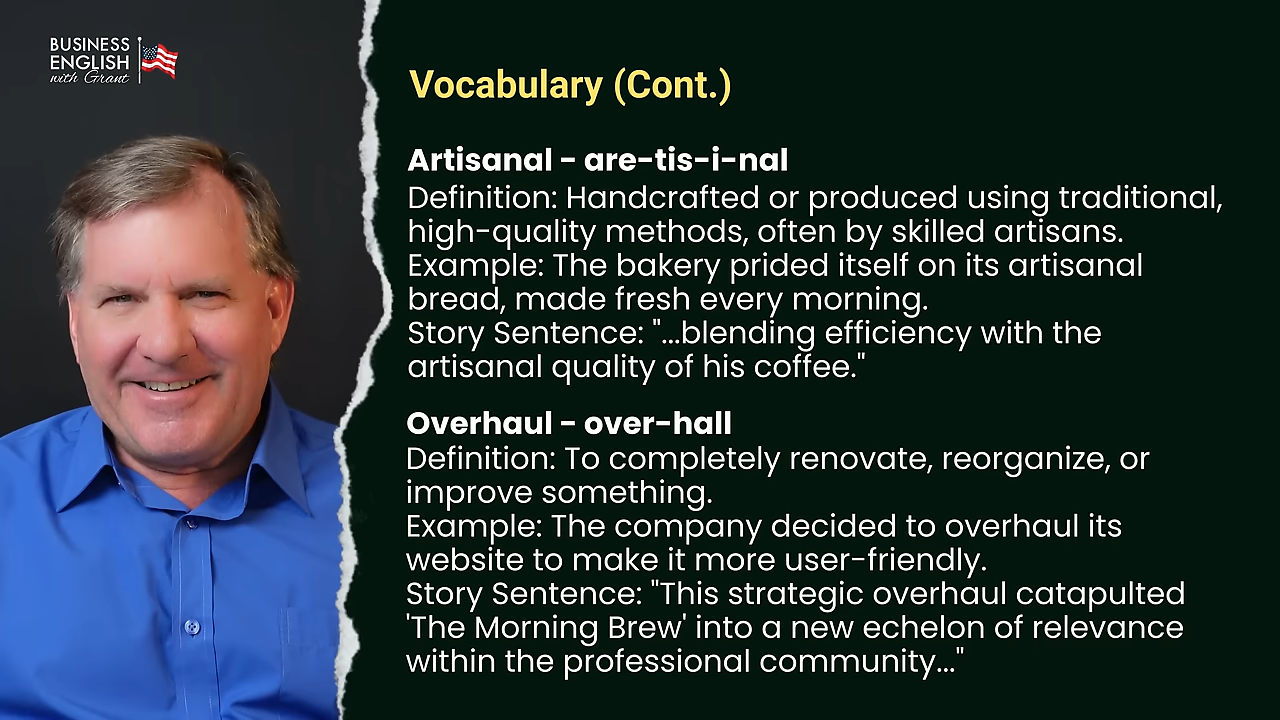 BUSINESS
ENGLISH
with Grant
Vocabulary (Cont.)
Artisanal - are-tis-i-nal
Definition: Handcrafted or produced using traditional,
high-quality methods, often by skilled artisans.
Example: The bakery prided itself on its artisanal
bread, made fresh every morning.
Story Sentence: "...blending efficiency with the
artisanal quality of his coffee."
Overhaul - over-hall
Definition: To completely renovate, reorganize, or
improve something.
Example: The company decided to overhaul its
website to make it more user-friendly.
Story Sentence: "This strategic overhaul catapulted
'The Morning Brew' into a new echelon of relevance
within the professional community..."